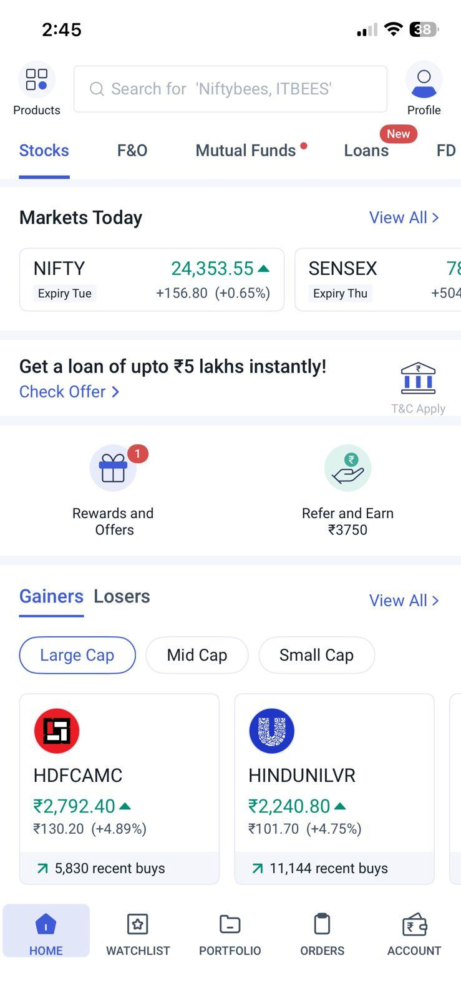 2:45
38
Products
Search for 'Niftybees, ITBEES'
Profile
New
Stocks
F&O
Mutual Funds
Loans
FD
Markets Today
View All >
NIFTY
24,353.55
Expiry Tue
+156.80 (+0.65%)
SENSEX
78
Expiry Thu
+504
Get a loan of upto ₹5 lakhs instantly!
Check Offer >
₹
T&C Apply
1
₹
Rewards and
Offers
Refer and Earn
₹3750
Gainers
Losers
View All >
Large Cap
Mid Cap
Small Cap
U
HDFCAMC
₹2,792.40
₹130.20 (+4.89%)
5,830 recent buys
HINDUNILVR
₹2,240.80
₹101.70 (+4.75%)
11,144 recent buys
₹
HOME
WATCHLIST
PORTFOLIO
ORDERS
ACCOUNT